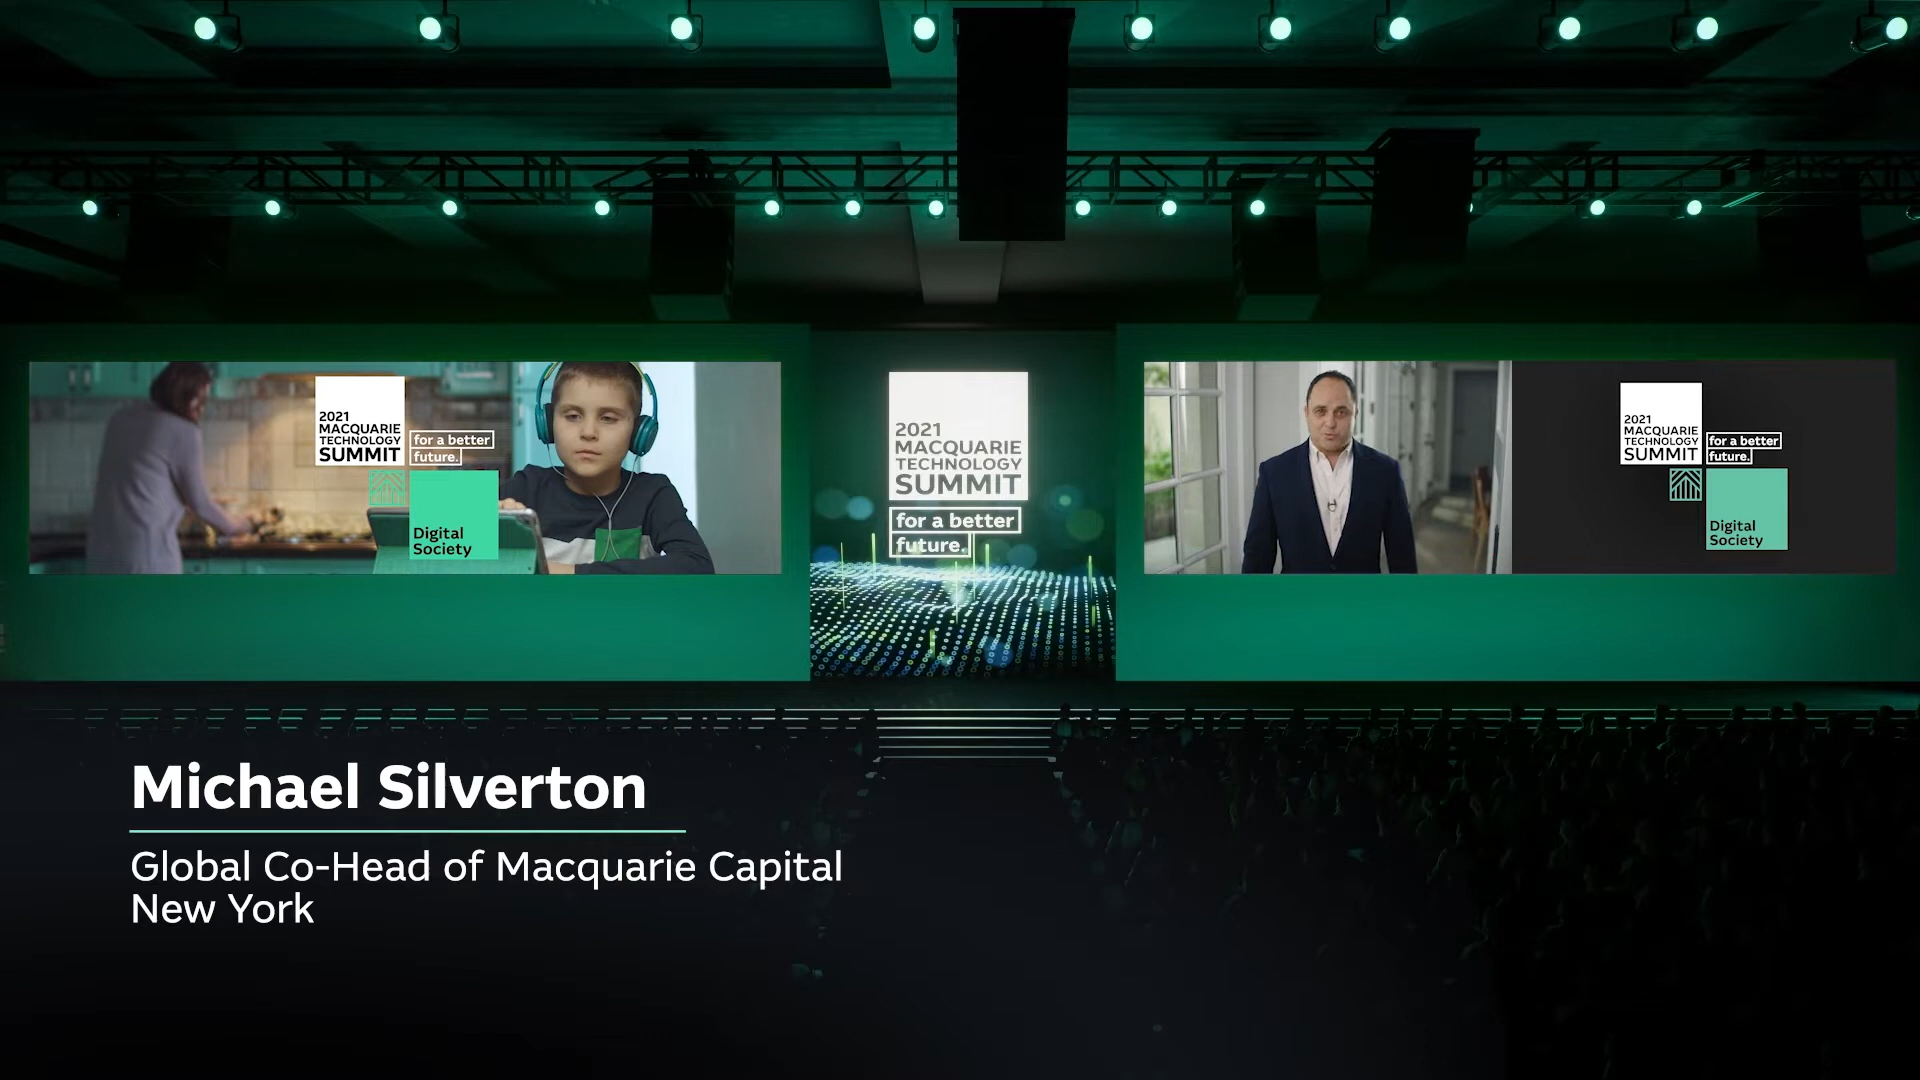 2021
MACQUARIE
TECHNOLOGY
SUMMIT
for a better
future.
Digital
Society
2021
MACQUARIE
TECHNOLOGY
SUMMIT
for a better
future.
2021
MACQUARIE
TECHNOLOGY
SUMMIT
for a better
future.
Digital
Society
Michael Silverton
Global Co-Head of Macquarie Capital
New York